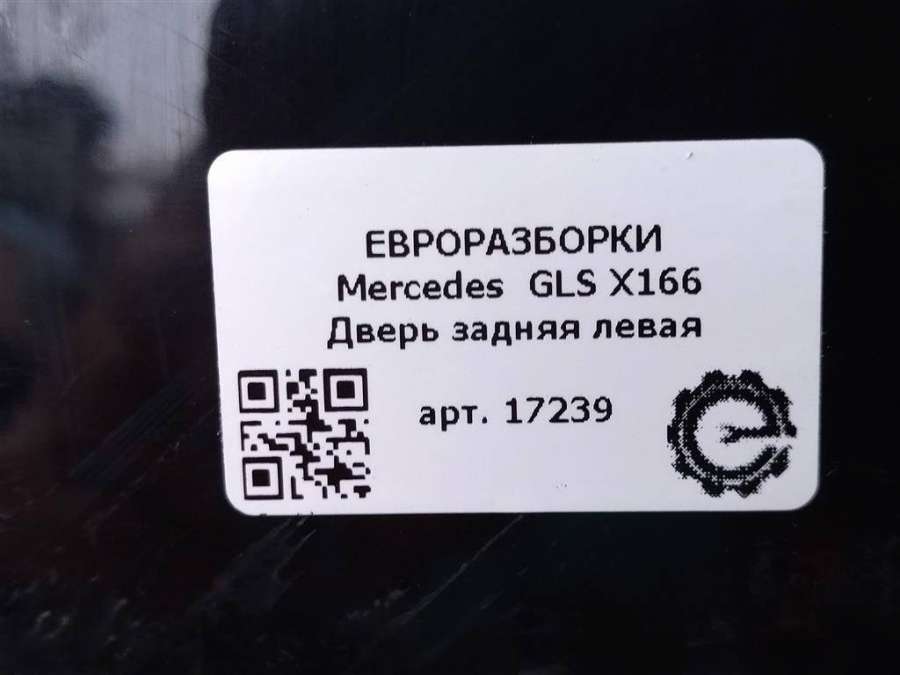 ЕВРОРАЗБОРКИ
Mercedes GLS X166
Дверь задняя левая
арт. 17239